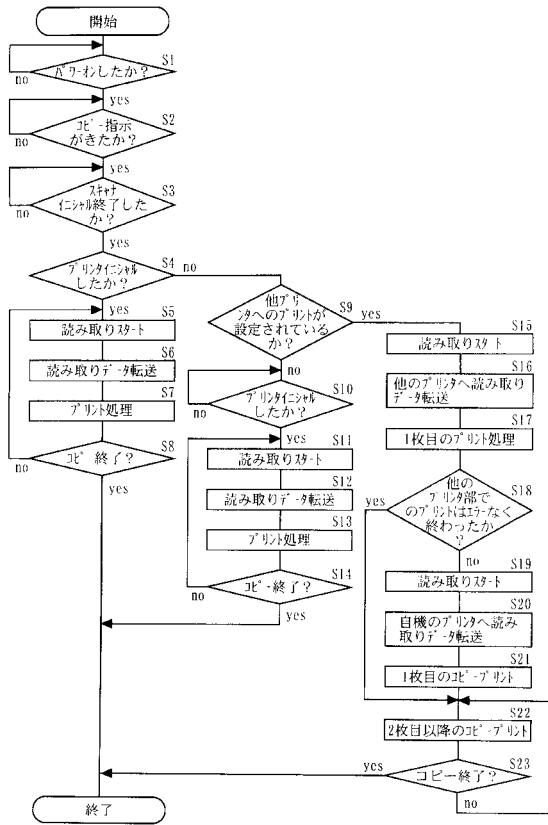 開始
S1
パワーオンしたか？
no
yes
S2
コピー指示
がきたか？
no
yes
S3
スキャナ
イニシャル終了した
か？
no
yes
S4
プリンタイニシャル
したか？
no
yes
S5
読み取りスタート
S6
読み取りデータ転送
S7
プリント処理
S8
コピー終了？
no
yes
S9
他プリ
ンタへのプリントが
設定されている
か？
yes
no
S10
プリンタイニシャル
したか？
no
yes
S11
読み取りスタート
S12
読み取りデータ転送
S13
プリント処理
S14
コピー終了？
no
yes
S15
読み取りスタート
S16
他のプリンタへ読み取り
データ転送
S17
1枚目のプリント処理
S18
他の
プリンタ部で
のプリントはエラーなく
終わったか
？
yes
no
S19
読み取りスタート
S20
自機のプリンタへ読み
取りデータ転送
S21
1枚目のコピープリント
S22
2枚目以降のコピープリント
S23
コピー終了？
yes
no
終了